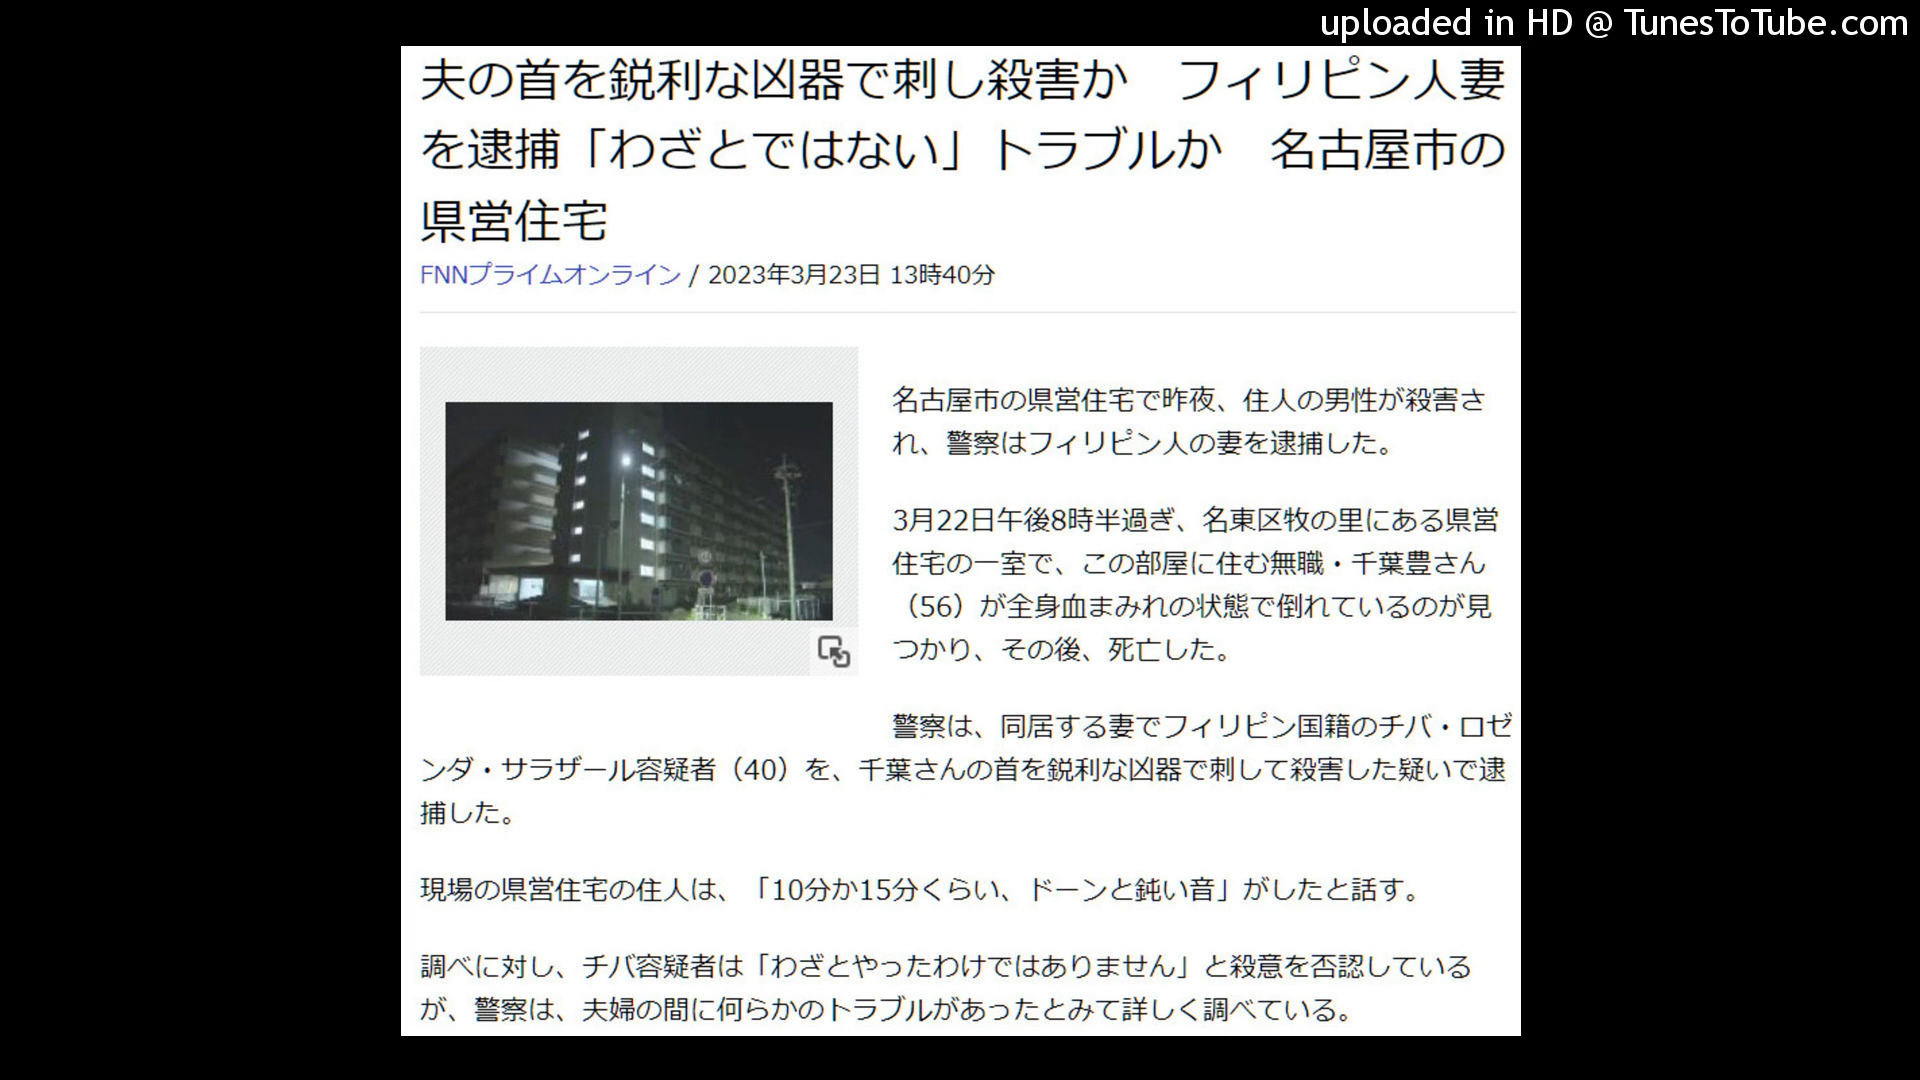 uploaded in HD @ TunesToTube.com
夫の首を鋭利な凶器で刺し殺害か　フィリピン人妻
を逮捕「わざとではない」トラブルか　名古屋市の
県営住宅
FNNプライムオンライン / 2023年3月23日 13時40分
名古屋市の県営住宅で昨夜、住人の男性が殺害さ
れ、警察はフィリピン人の妻を逮捕した。
3月22日午後8時半過ぎ、名東区牧の里にある県営
住宅の一室で、この部屋に住む無職・千葉豊さん
（56）が全身血まみれの状態で倒れているのが見
つかり、その後、死亡した。
警察は、同居する妻でフィリピン国籍のチバ・ロゼ
ンダ・サラザール容疑者（40）を、千葉さんの首を鋭利な凶器で刺して殺害した疑いで逮
捕した。
現場の県営住宅の住人は、「10分か15分くらい、ドーンと鈍い音」がしたと話す。
調べに対し、チバ容疑者は「わざとやったわけではありません」と殺意を否認している
が、警察は、夫婦の間に何らかのトラブルがあったとみて詳しく調べている。